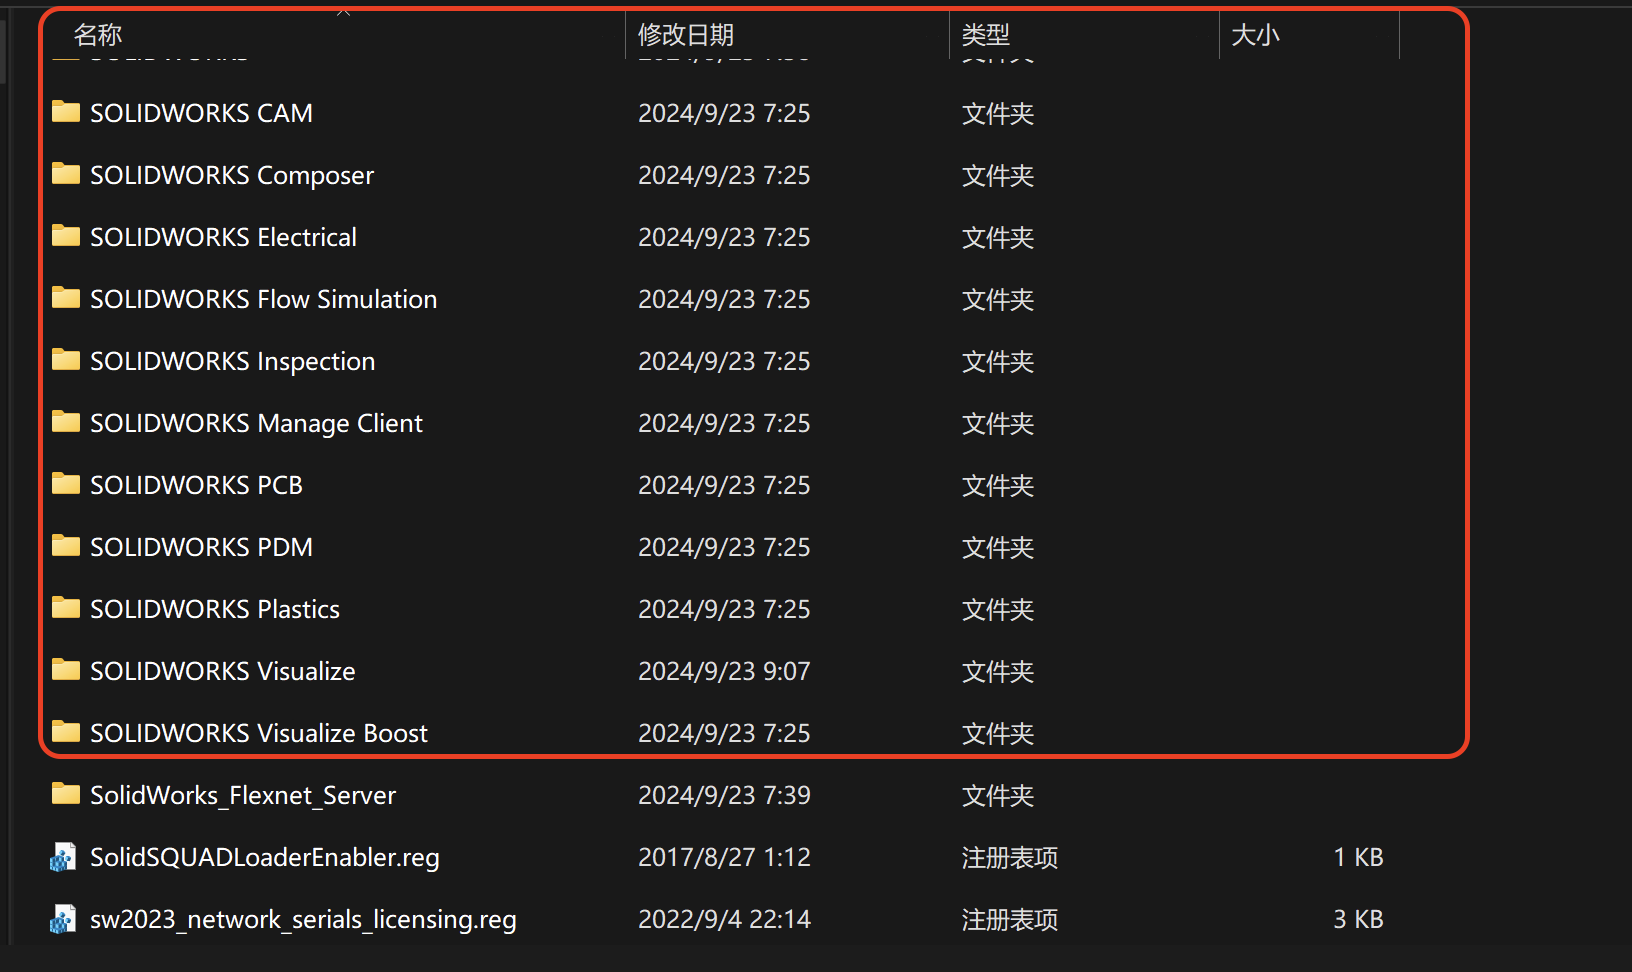 名称 修改日期 类型 大小
SOLIDWORKS CAM 2024/9/23 7:25 文件夹
SOLIDWORKS Composer 2024/9/23 7:25 文件夹
SOLIDWORKS Electrical 2024/9/23 7:25 文件夹
SOLIDWORKS Flow Simulation 2024/9/23 7:25 文件夹
SOLIDWORKS Inspection 2024/9/23 7:25 文件夹
SOLIDWORKS Manage Client 2024/9/23 7:25 文件夹
SOLIDWORKS PCB 2024/9/23 7:25 文件夹
SOLIDWORKS PDM 2024/9/23 7:25 文件夹
SOLIDWORKS Plastics 2024/9/23 7:25 文件夹
SOLIDWORKS Visualize 2024/9/23 9:07 文件夹
SOLIDWORKS Visualize Boost 2024/9/23 7:25 文件夹
SolidWorks_Flexnet_Server 2024/9/23 7:39 文件夹
SolidSQUADLoaderEnabler.reg 2017/8/27 1:12 注册表项 1 KB
sw2023_network_serials_licensing.reg 2022/9/4 22:14 注册表项 3 KB